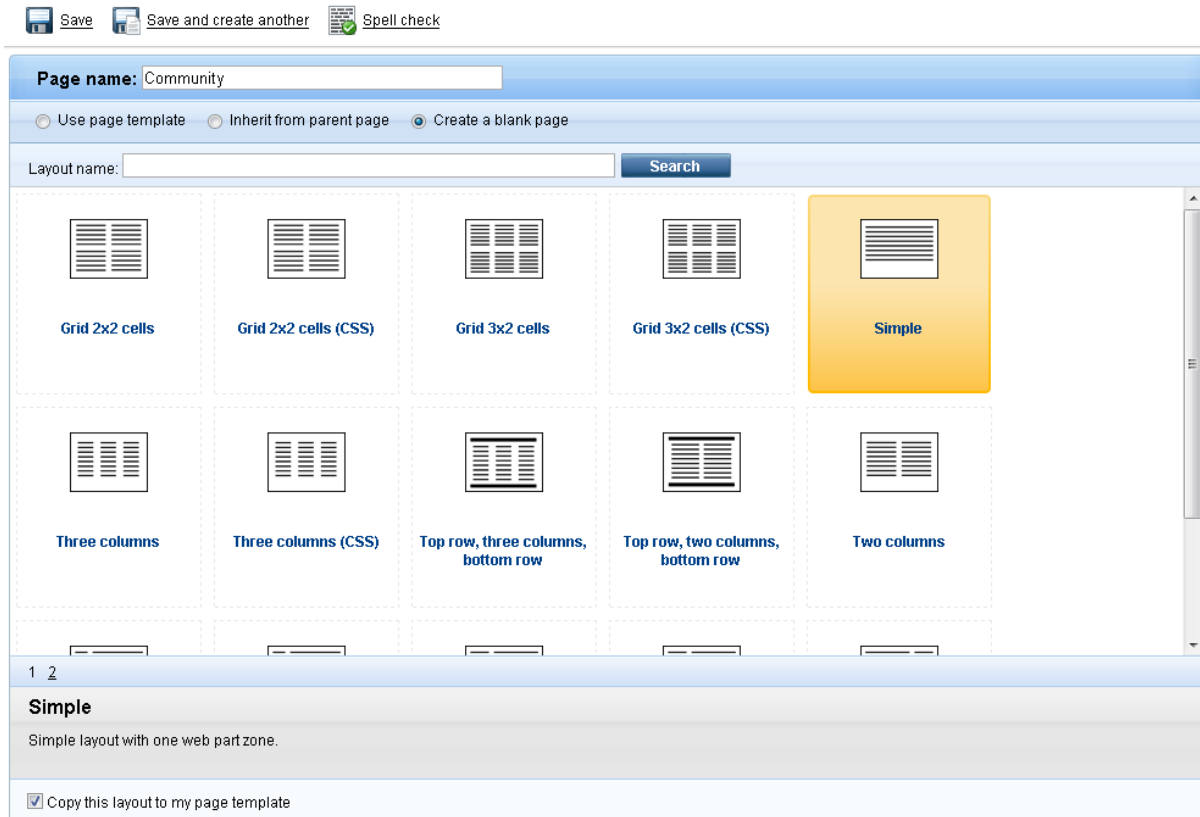 Save Save and create another Spell check
Page name: Community
Use page template Inherit from parent page Create a blank page
Layout name: Search
Grid 2x2 cells Grid 2x2 cells (CSS) Grid 3x2 cells Grid 3x2 cells (CSS) Simple
Three columns Three columns (CSS) Top row, three columns, Top row, two columns, Two columns
bottom row bottom row
1 2
Simple
Simple layout with one web part zone.
Copy this layout to my page template